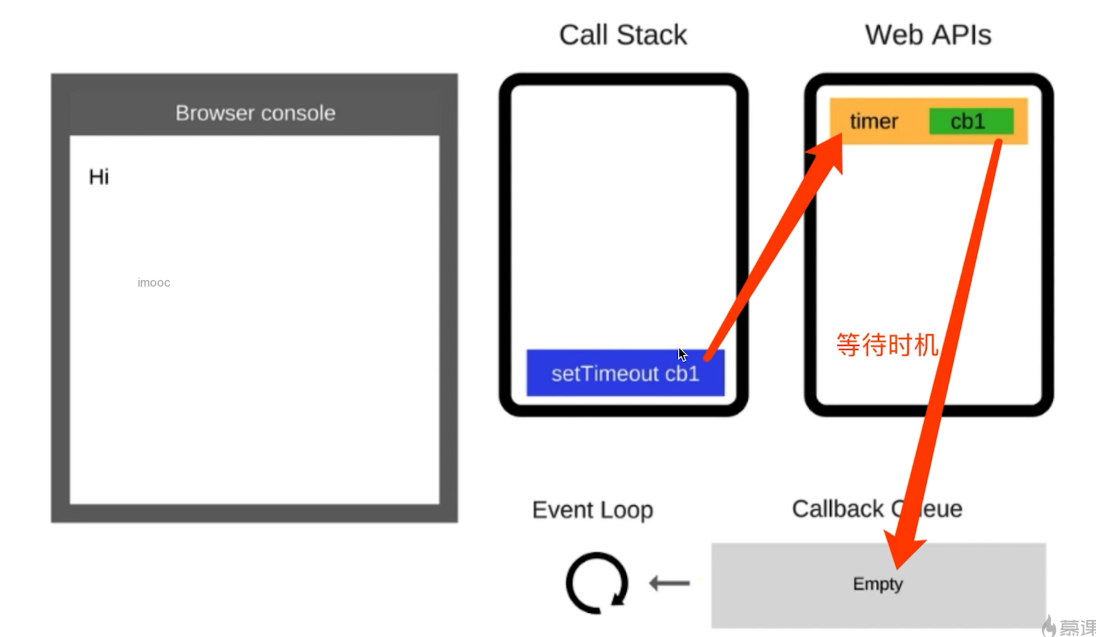 Call Stack
Web APIs
Browser console
Hi
imooc
timer
cb1
setTimeout cb1
等待时机
Event Loop
Callback Queue
Empty
慕课